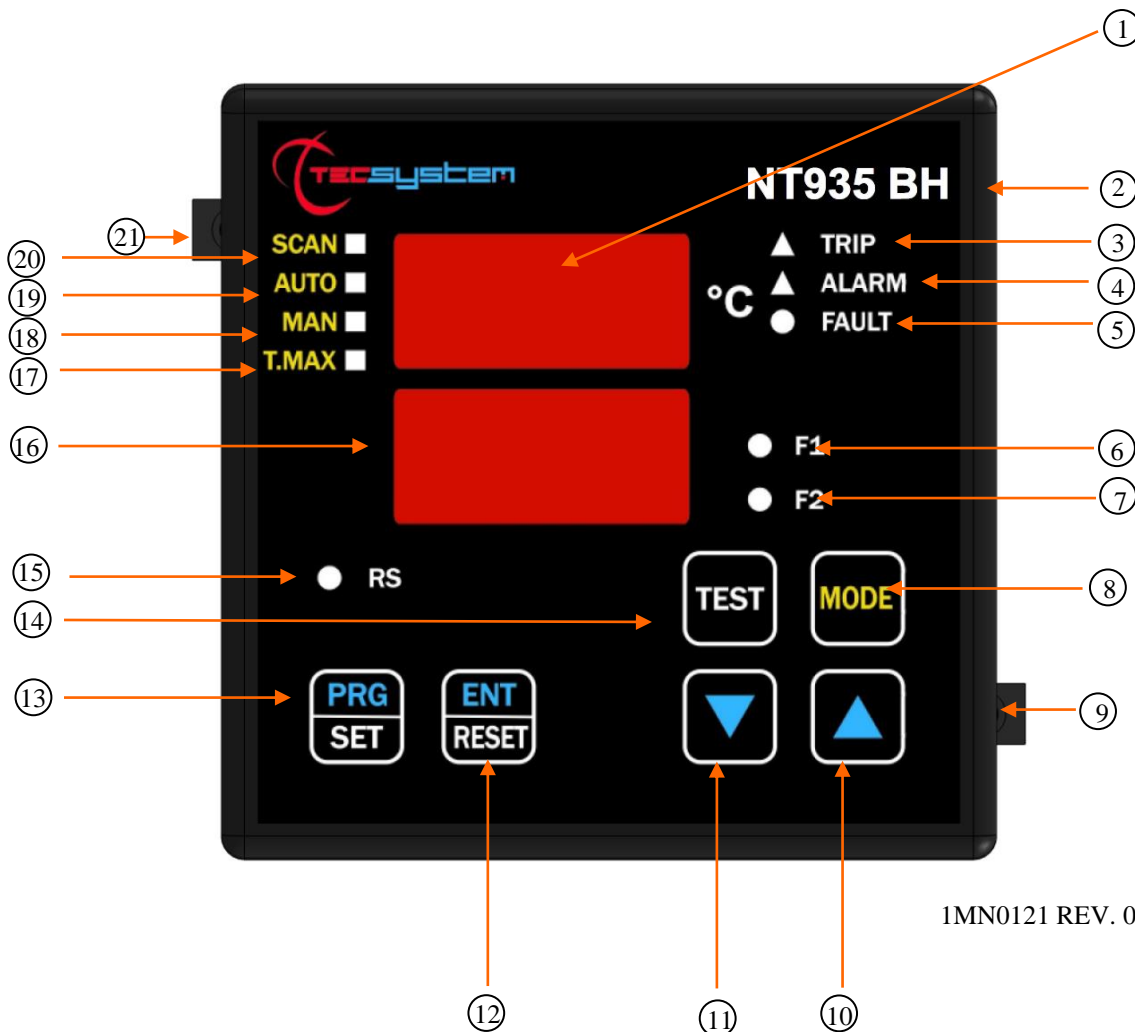 1
TECSYSTEM
NT935 BH
2
21
SCAN
TRIP
3
20
AUTO
°C
ALARM
4
19
MAN
FAULT
5
18
T.MAX
17
16
F1
6
F2
7
15
RS
14
TEST
MODE
8
13
PRG
SET
ENT
RESET
9
1MN0121 REV. 0
12
11
10